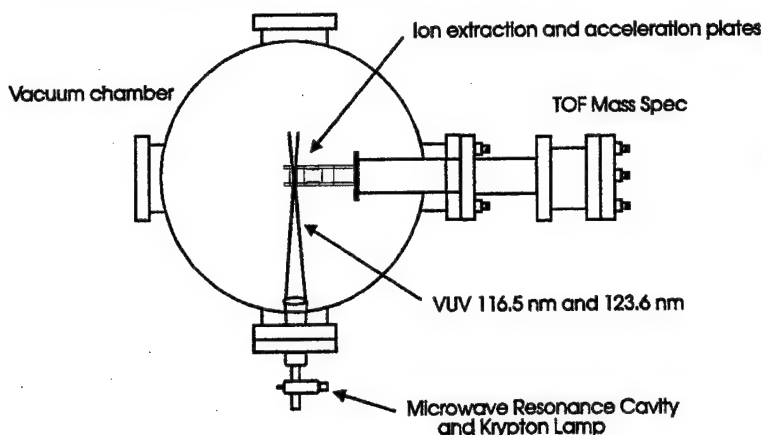 Ion extraction and acceleration plates
Vacuum chamber
TOF Mass Spec
VUV 116.5 nm and 123.6 nm
Microwave Resonance Cavity
and Krypton Lamp